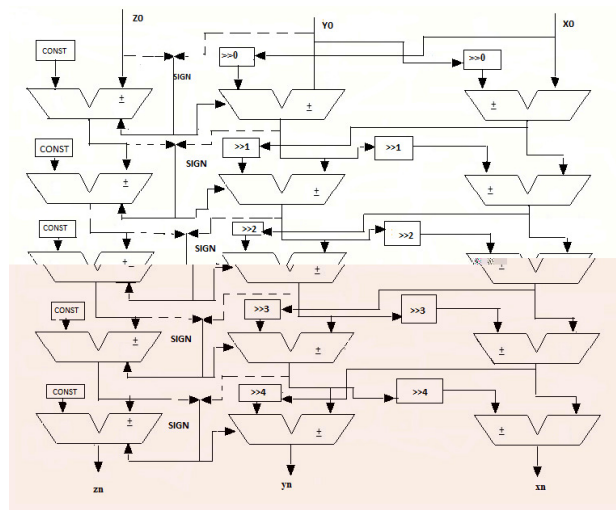 Z0 Y0 X0
CONST >>0 >>0
SIGN
± ± ±
CONST >>1 >>1
SIGN
± ± ±
CONST >>2 >>2
SIGN
± ± ±
CONST >>3 >>3
SIGN
± ± ±
CONST >>4 >>4
SIGN
± ± ±
zn yn xn